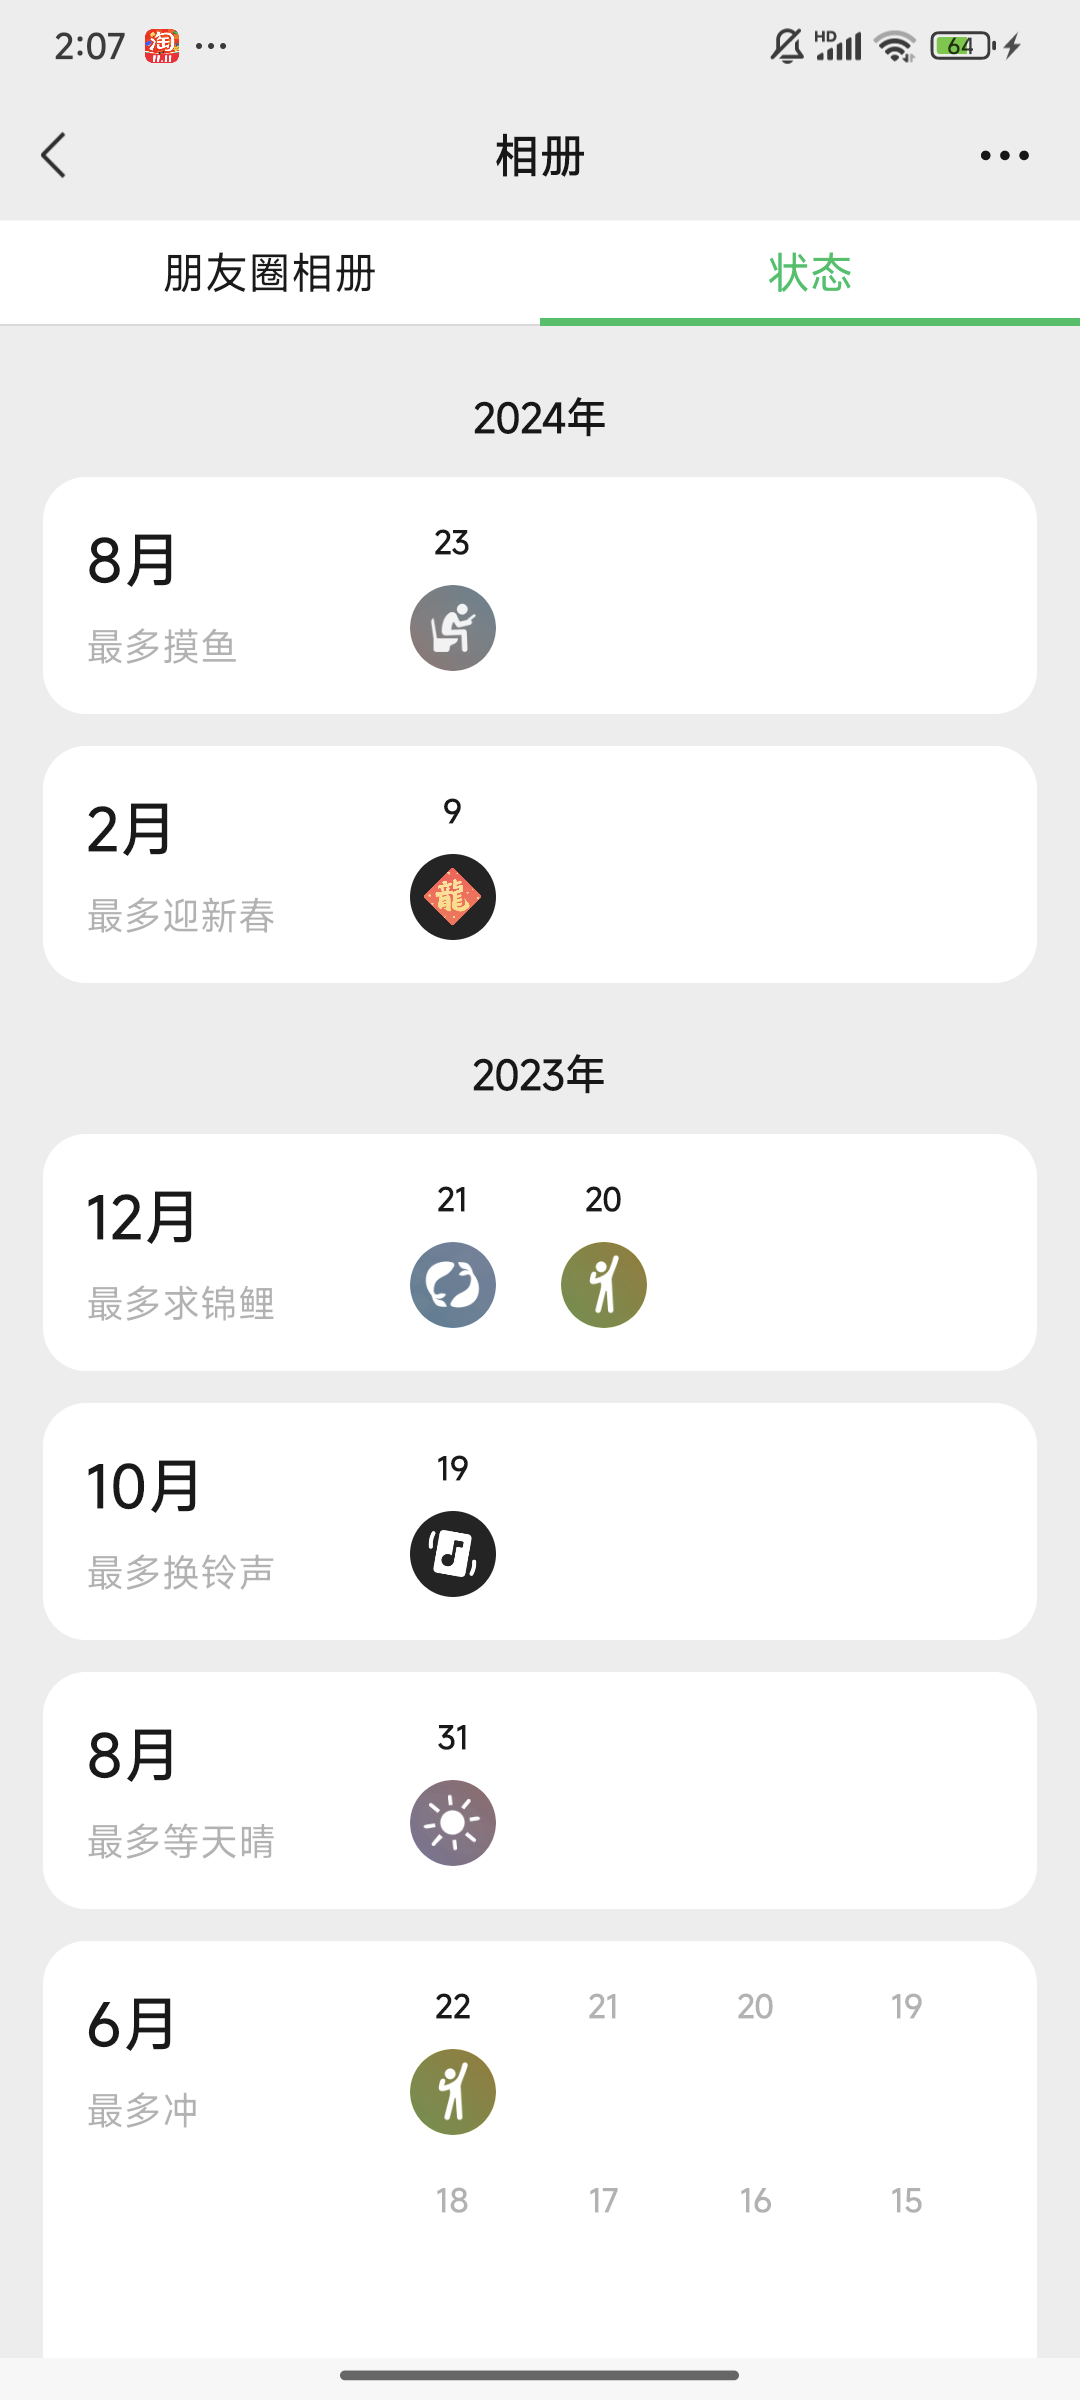 2:07 淘 11.11 ... HD 64
相册
朋友圈相册 状态
2024年
8月 23
最多摸鱼
2月 9
最多迎新春 龍
2023年
12月 21 20
最多求锦鲤
10月 19
最多换铃声
8月 31
最多等天晴
6月 22 21 20 19
最多冲
18 17 16 15